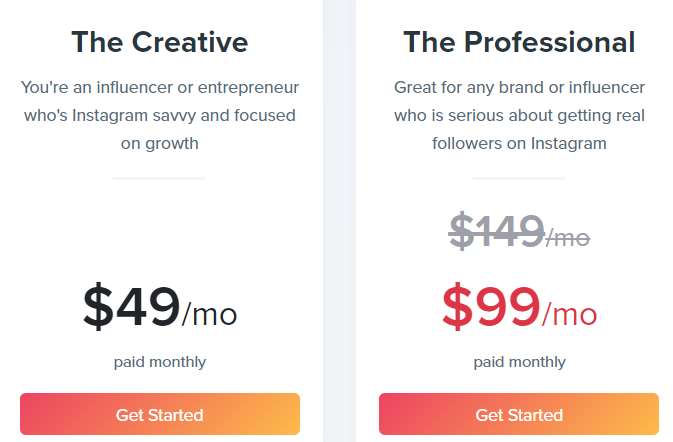 The Creative
You're an influencer or entrepreneur
who's Instagram savvy and focused
on growth
$49/mo
paid monthly
Get Started
The Professional
Great for any brand or influencer
who is serious about getting real
followers on Instagram
$149/mo
$99/mo
paid monthly
Get Started